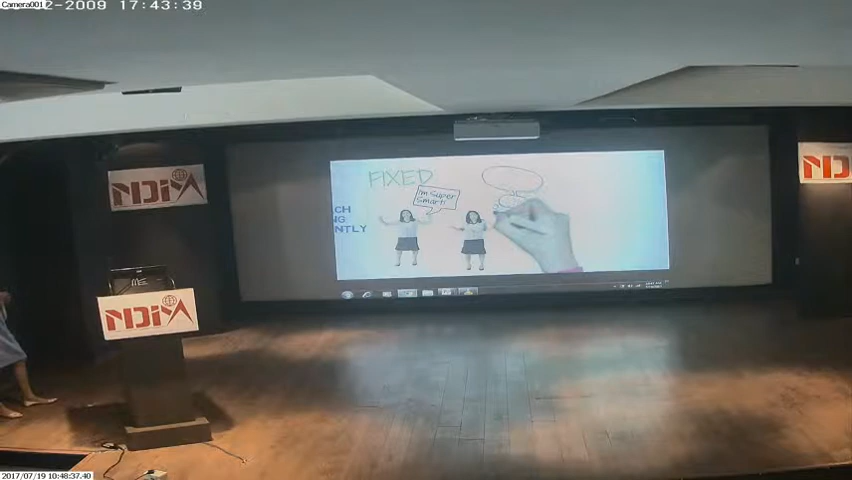 Camera001
-2-2009 17:43:39
NDIM
ND
FIXED
I'm Super
Smart!
CH
NG
NTLY
NDIM
2017/07/19 10:48:37.40